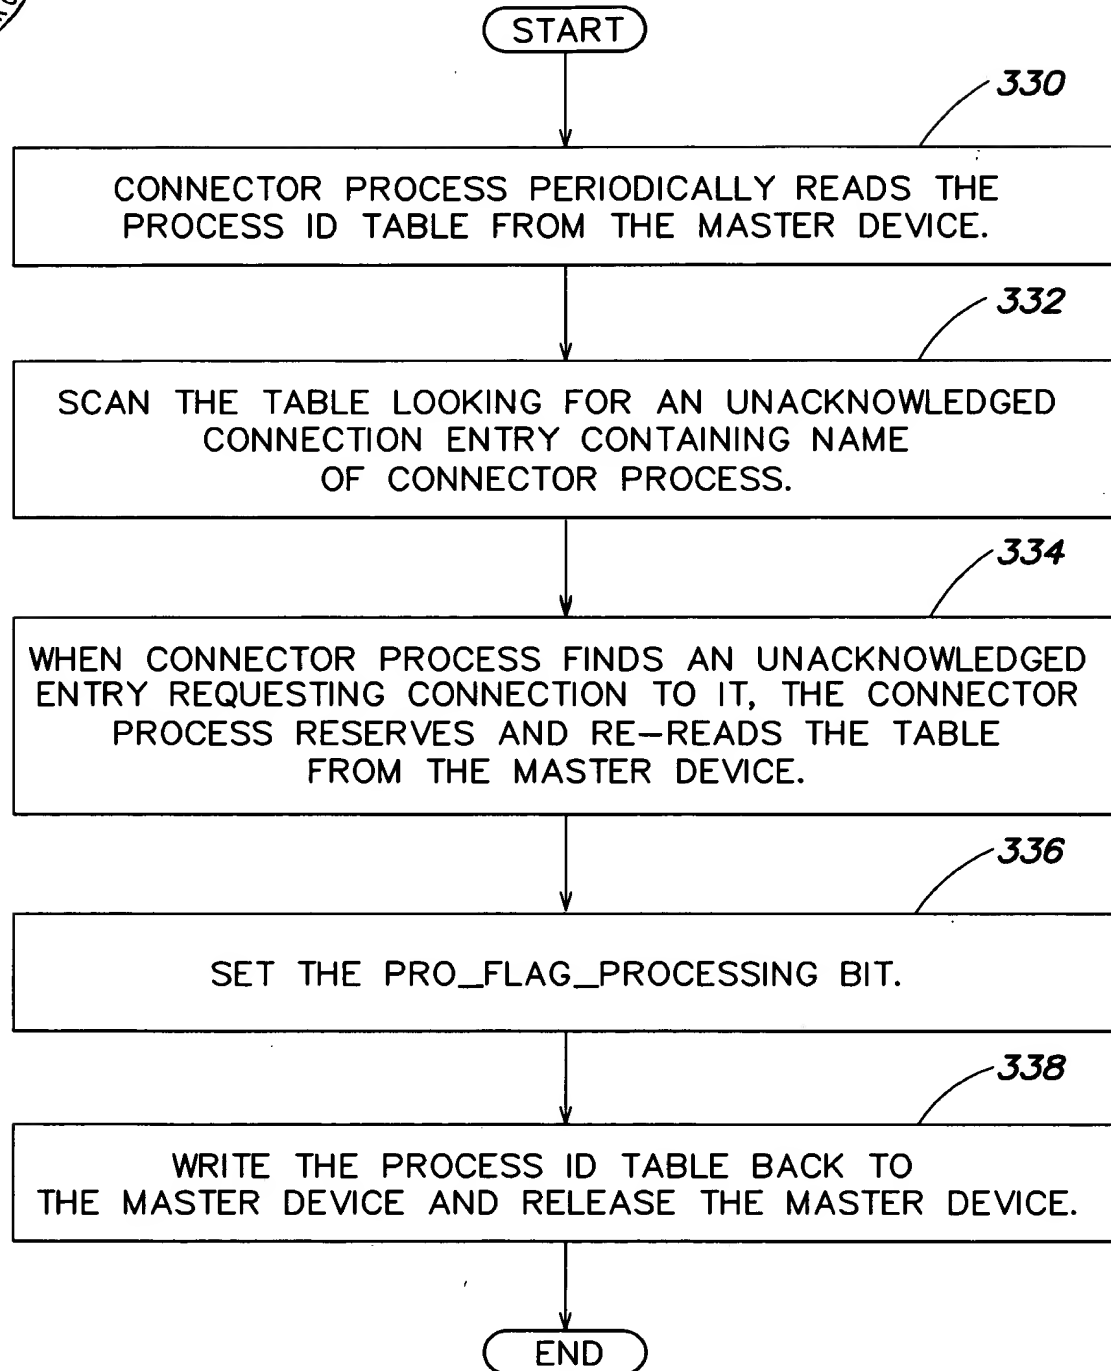 START
330
CONNECTOR PROCESS PERIODICALLY READS THE
PROCESS ID TABLE FROM THE MASTER DEVICE.
332
SCAN THE TABLE LOOKING FOR AN UNACKNOWLEDGED
CONNECTION ENTRY CONTAINING NAME
OF CONNECTOR PROCESS.
334
WHEN CONNECTOR PROCESS FINDS AN UNACKNOWLEDGED
ENTRY REQUESTING CONNECTION TO IT, THE CONNECTOR
PROCESS RESERVES AND RE-READS THE TABLE
FROM THE MASTER DEVICE.
336
SET THE PRO_FLAG_PROCESSING BIT.
338
WRITE THE PROCESS ID TABLE BACK TO
THE MASTER DEVICE AND RELEASE THE MASTER DEVICE.
END